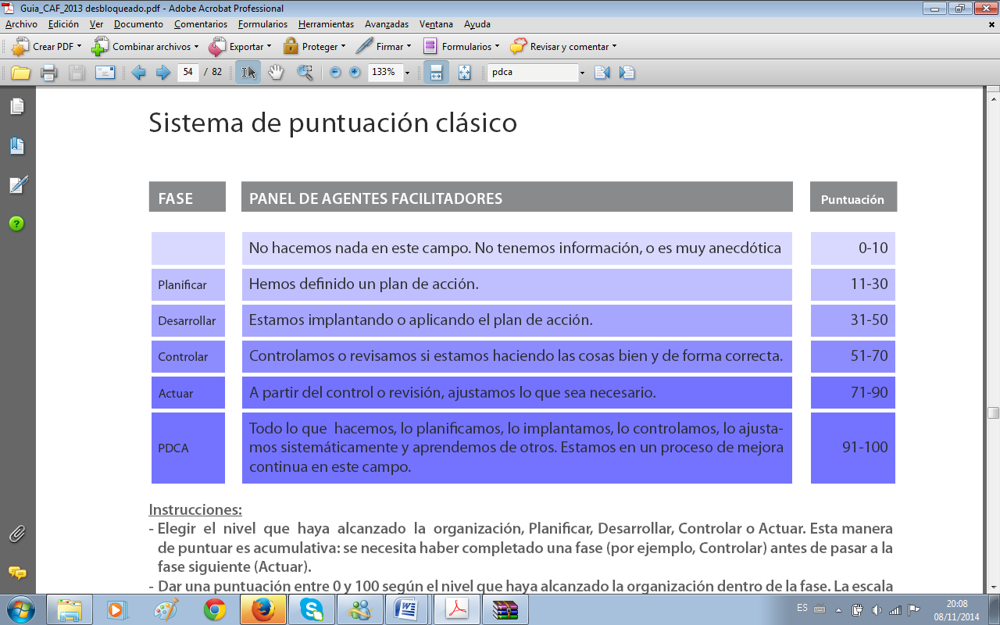 Guia_CAF_2013 desbloqueado.pdf - Adobe Acrobat Professional
Archivo Edición Ver Documento Comentarios Formularios Herramientas Avanzadas Ventana Ayuda
Crear PDF Combinar archivos Exportar Proteger Firmar Formularios Revisar y comentar
54 / 82 133% pdca
Sistema de puntuación clásico
FASE PANEL DE AGENTES FACILITADORES Puntuación
No hacemos nada en este campo. No tenemos información, o es muy anecdótica 0-10
Planificar Hemos definido un plan de acción. 11-30
Desarrollar Estamos implantando o aplicando el plan de acción. 31-50
Controlar Controlamos o revisamos si estamos haciendo las cosas bien y de forma correcta. 51-70
Actuar A partir del control o revisión, ajustamos lo que sea necesario. 71-90
Todo lo que hacemos, lo planificamos, lo implantamos, lo controlamos, lo ajusta-
PDCA mos sistemáticamente y aprendemos de otros. Estamos en un proceso de mejora 91-100
continua en este campo.
Instrucciones:
- Elegir el nivel que haya alcanzado la organización, Planificar, Desarrollar, Controlar o Actuar. Esta manera
de puntuar es acumulativa: se necesita haber completado una fase (por ejemplo, Controlar) antes de pasar a la
fase siguiente (Actuar).
- Dar una puntuación entre 0 y 100 según el nivel que haya alcanzado la organización dentro de la fase. La escala
ES 20:08
08/11/2014